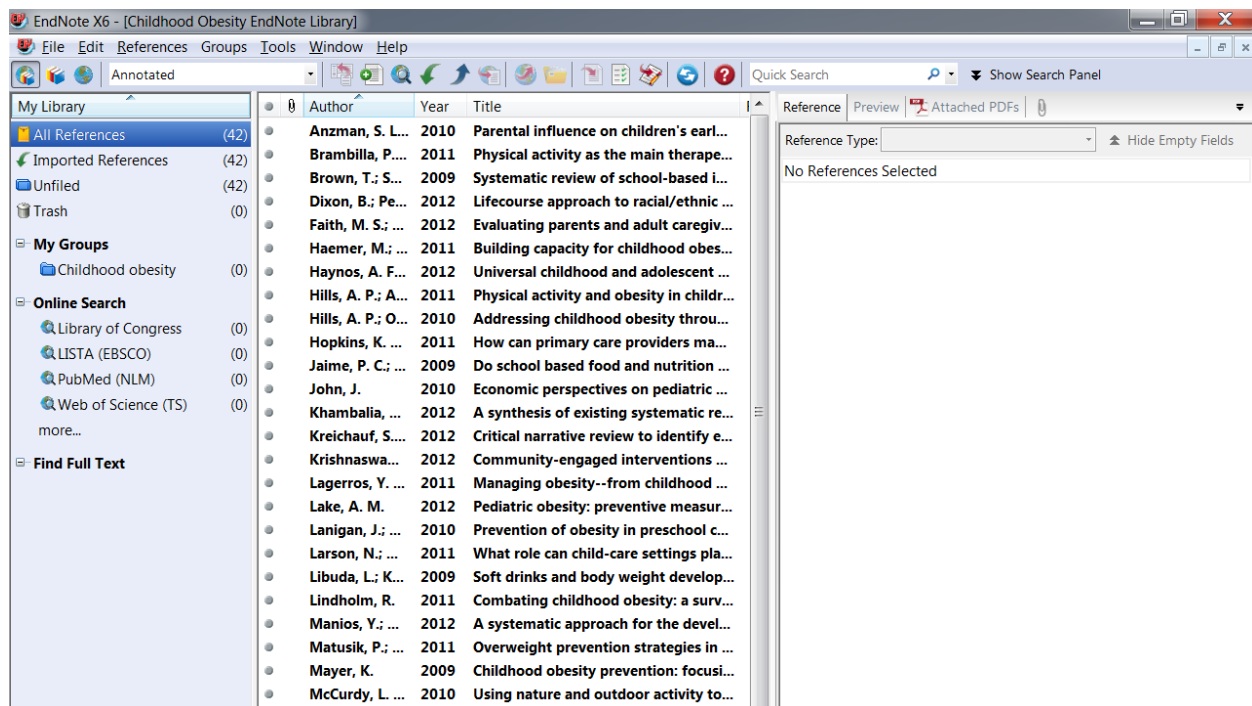 EndNote X6 - [Childhood Obesity EndNote Library]
File Edit References Groups Tools Window Help
Annotated
Quick Search
Show Search Panel
My Library
All References (42)
Imported References (42)
Unfiled (42)
Trash (0)
My Groups
Childhood obesity (0)
Online Search
Library of Congress (0)
LISTA (EBSCO) (0)
PubMed (NLM) (0)
Web of Science (TS) (0)
more...
Find Full Text
Author Year Title
Anzman, S. L... 2010 Parental influence on children's earl...
Brambilla, P.... 2011 Physical activity as the main therape...
Brown, T.; S... 2009 Systematic review of school-based i...
Dixon, B.; Pe... 2012 Lifecourse approach to racial/ethnic ...
Faith, M. S.; ... 2012 Evaluating parents and adult caregiv...
Haemer, M.; ... 2011 Building capacity for childhood obes...
Haynos, A. F... 2012 Universal childhood and adolescent ...
Hills, A. P.; A... 2011 Physical activity and obesity in childr...
Hills, A. P.; O... 2010 Addressing childhood obesity throu...
Hopkins, K. ... 2011 How can primary care providers ma...
Jaime, P. C.; ... 2009 Do school based food and nutrition ...
John, J. 2010 Economic perspectives on pediatric ...
Khambalia, ... 2012 A synthesis of existing systematic re...
Kreichauf, S.... 2012 Critical narrative review to identify e...
Krishnaswa... 2012 Community-engaged interventions ...
Lagerros, Y. ... 2011 Managing obesity--from childhood ...
Lake, A. M. 2012 Pediatric obesity: preventive measur...
Lanigan, J.; ... 2010 Prevention of obesity in preschool c...
Larson, N.; ... 2011 What role can child-care settings pla...
Libuda, L.; K... 2009 Soft drinks and body weight develop...
Lindholm, R. 2011 Combating childhood obesity: a surv...
Manios, Y.; ... 2012 A systematic approach for the devel...
Matusik, P.; ... 2011 Overweight prevention strategies in ...
Mayer, K. 2009 Childhood obesity prevention: focusi...
McCurdy, L. ... 2010 Using nature and outdoor activity to...
Reference Preview Attached PDFs
Reference Type: Hide Empty Fields
No References Selected